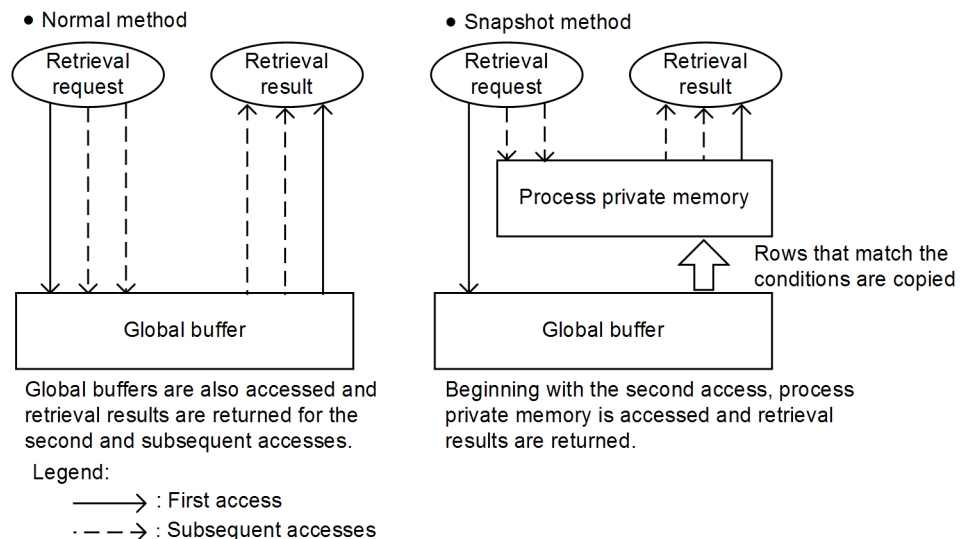 ● Normal method
Retrieval
request
Retrieval
result
Global buffer
Global buffers are also accessed and
retrieval results are returned for the
second and subsequent accesses.
● Snapshot method
Retrieval
request
Retrieval
result
Process private memory
Rows that match the
conditions are copied
Global buffer
Beginning with the second access, process
private memory is accessed and retrieval
results are returned.
Legend:
: First access
: Subsequent accesses